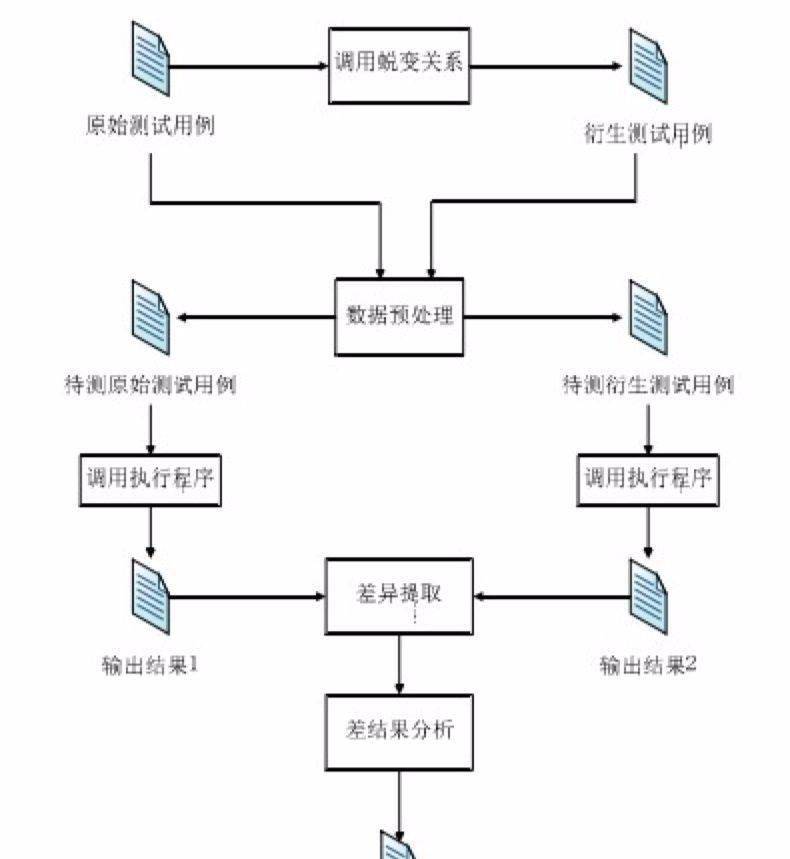 调用蜕变关系
原始测试用例
衍生测试用例
数据预处理
待测原始测试用例
待测衍生测试用例
调用执行程序
调用执行程序
差异提取
输出结果1
输出结果2
差结果分析